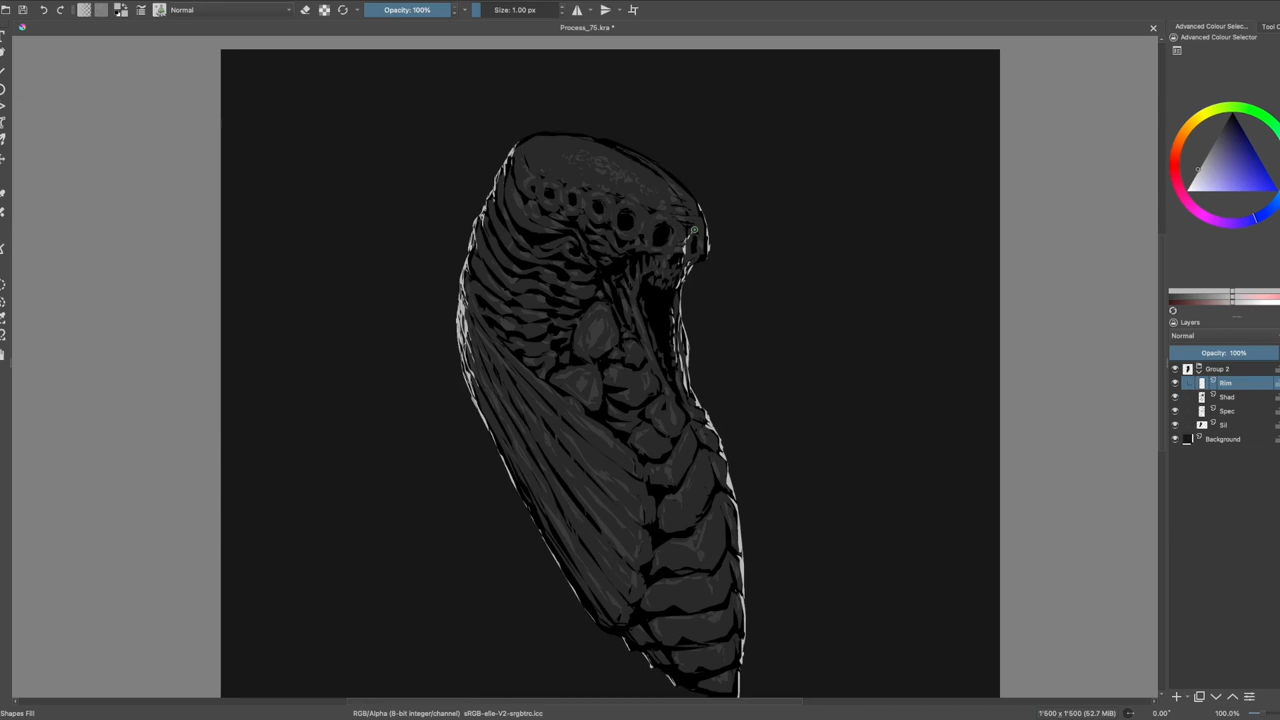 Normal
Opacity: 100%
Size: 1.00 px
Process_75.kra *
Advanced Colour Selec...
Tool
Advanced Colour Selector
Layers
Normal
Opacity: 100%
Group 2
Rim
Shad
Spec
Sil
Background
Shapes Fill
RGB/Alpha (8-bit integer/channel) sRGB-elle-V2-srgbtrc.icc
1'500 x 1'500 (52.7 MiB)
0.00°
100.0%